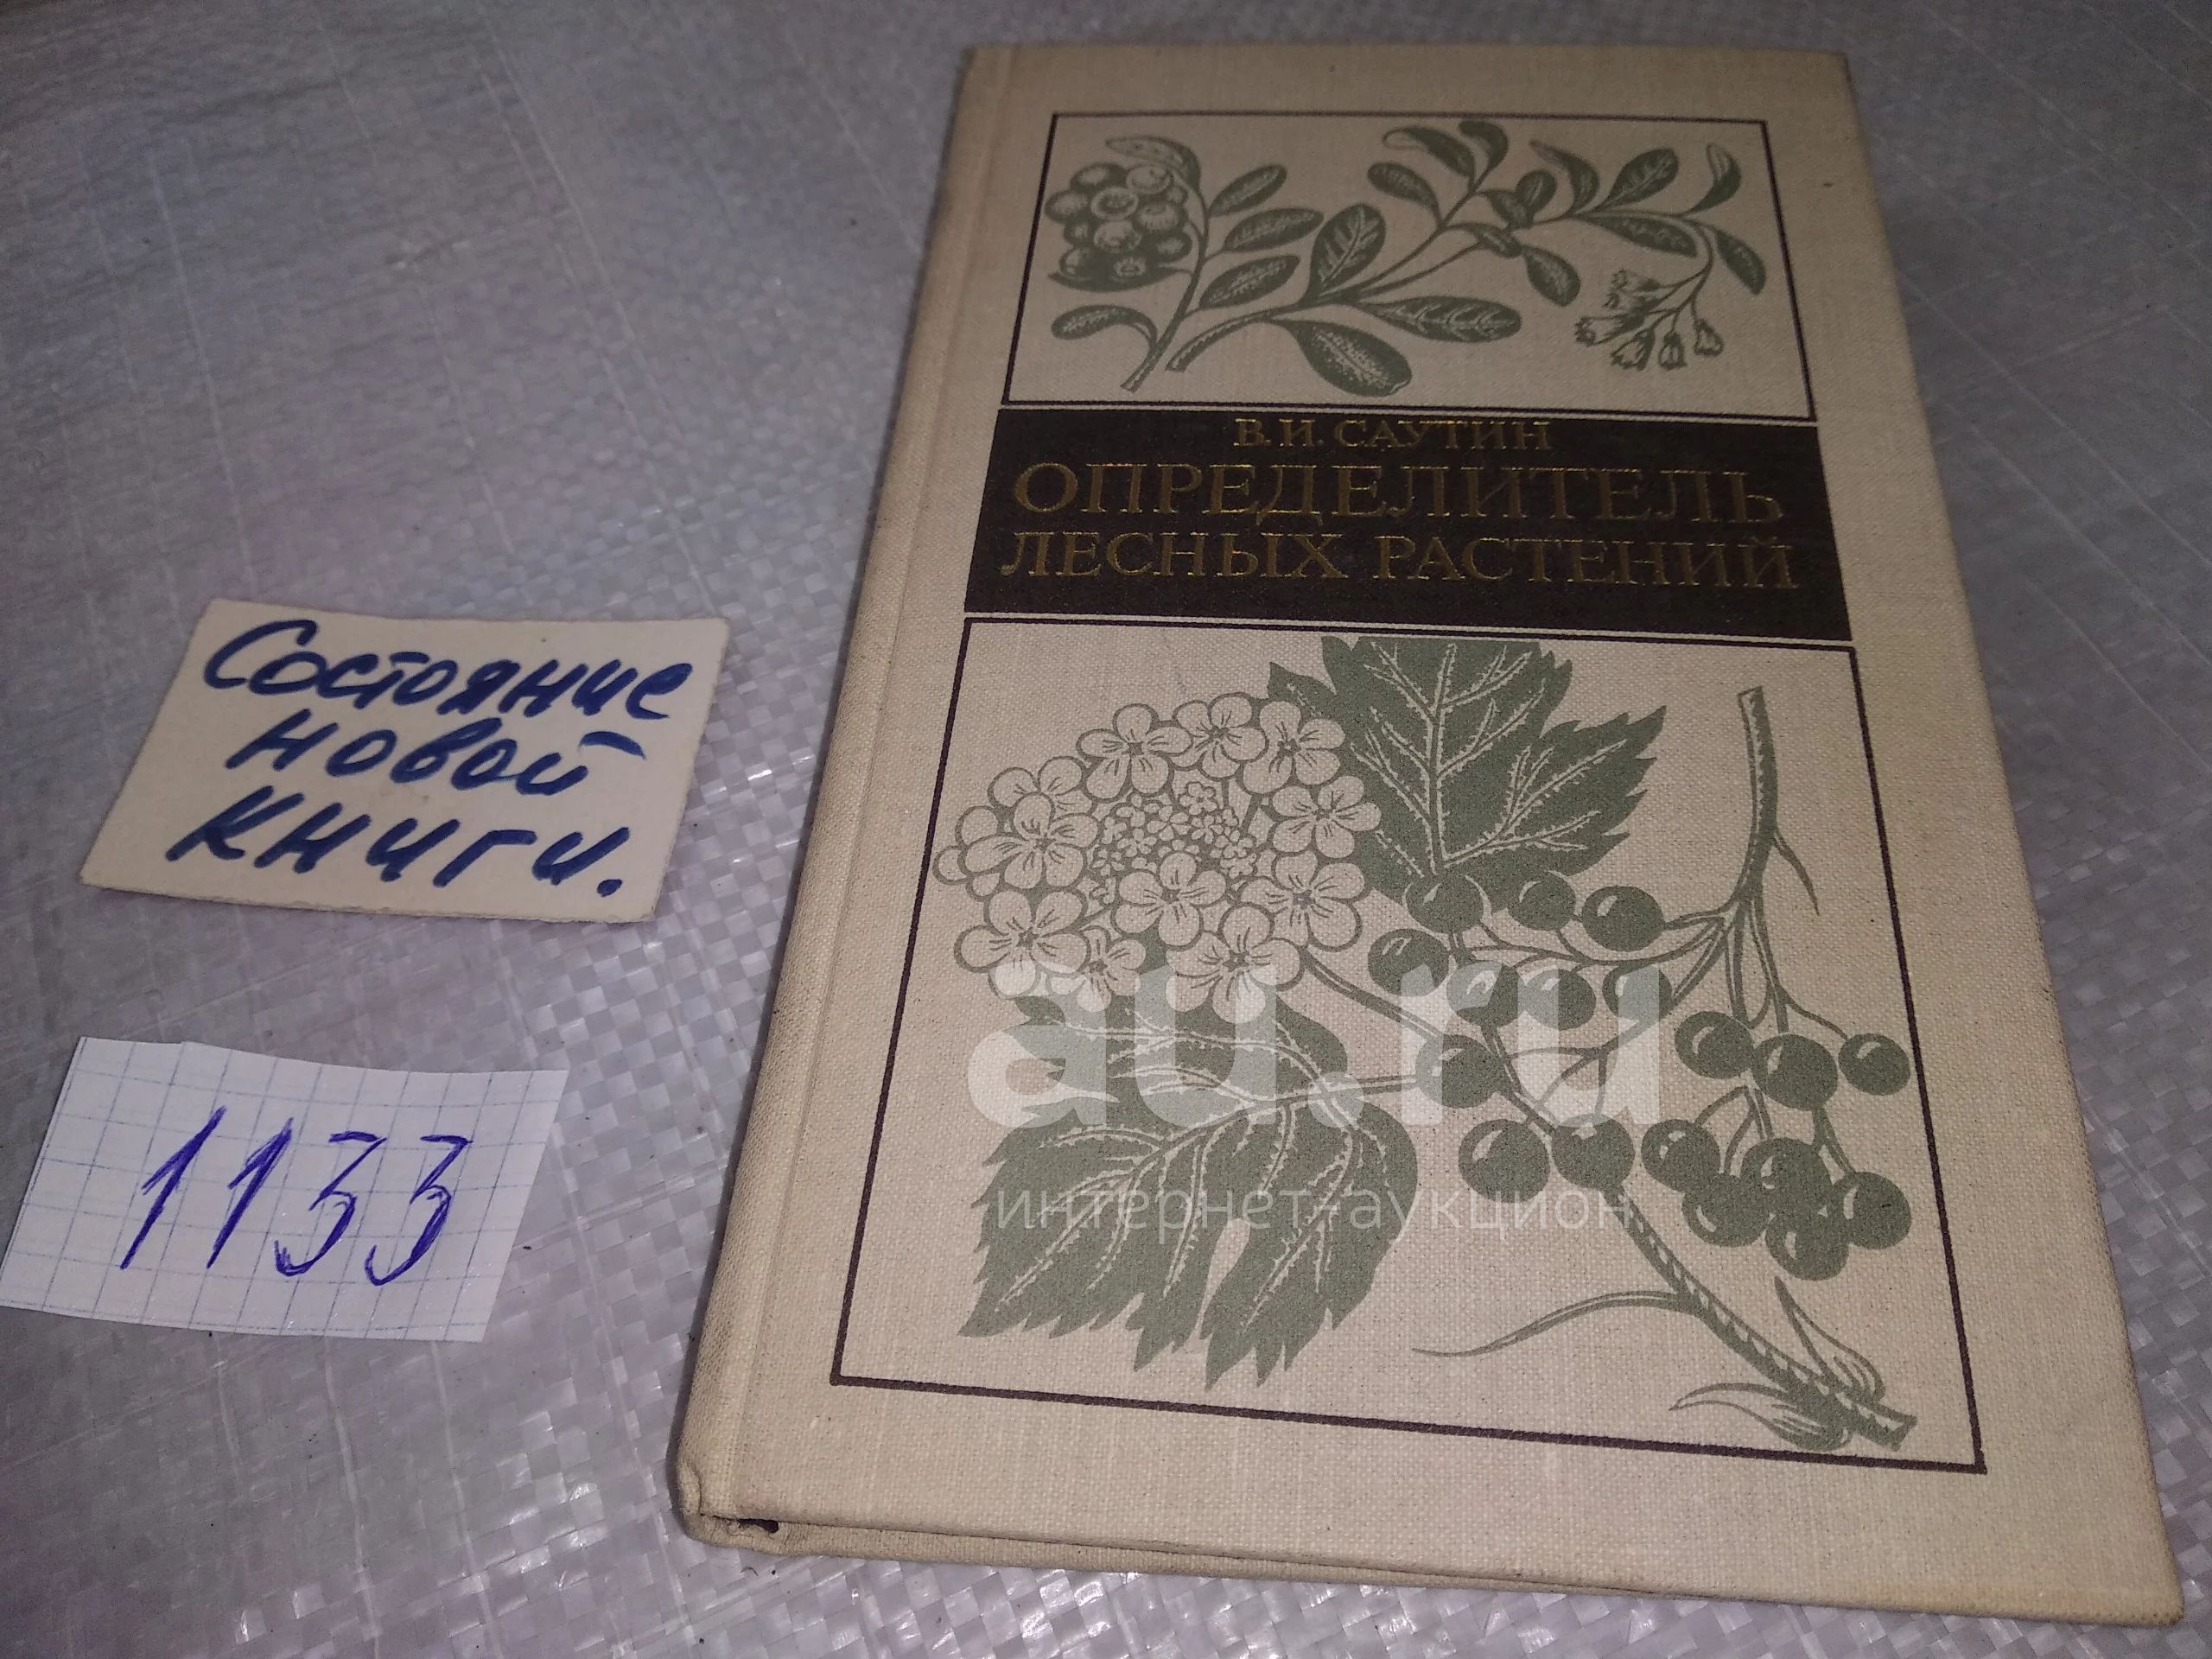 В. И. САУТИН
ОПРЕДЕЛИТЕЛЬ
ЛЕСНЫХ РАСТЕНИЙ
Состояние
новой
книги.
1133
au.ru
интернет-аукцион